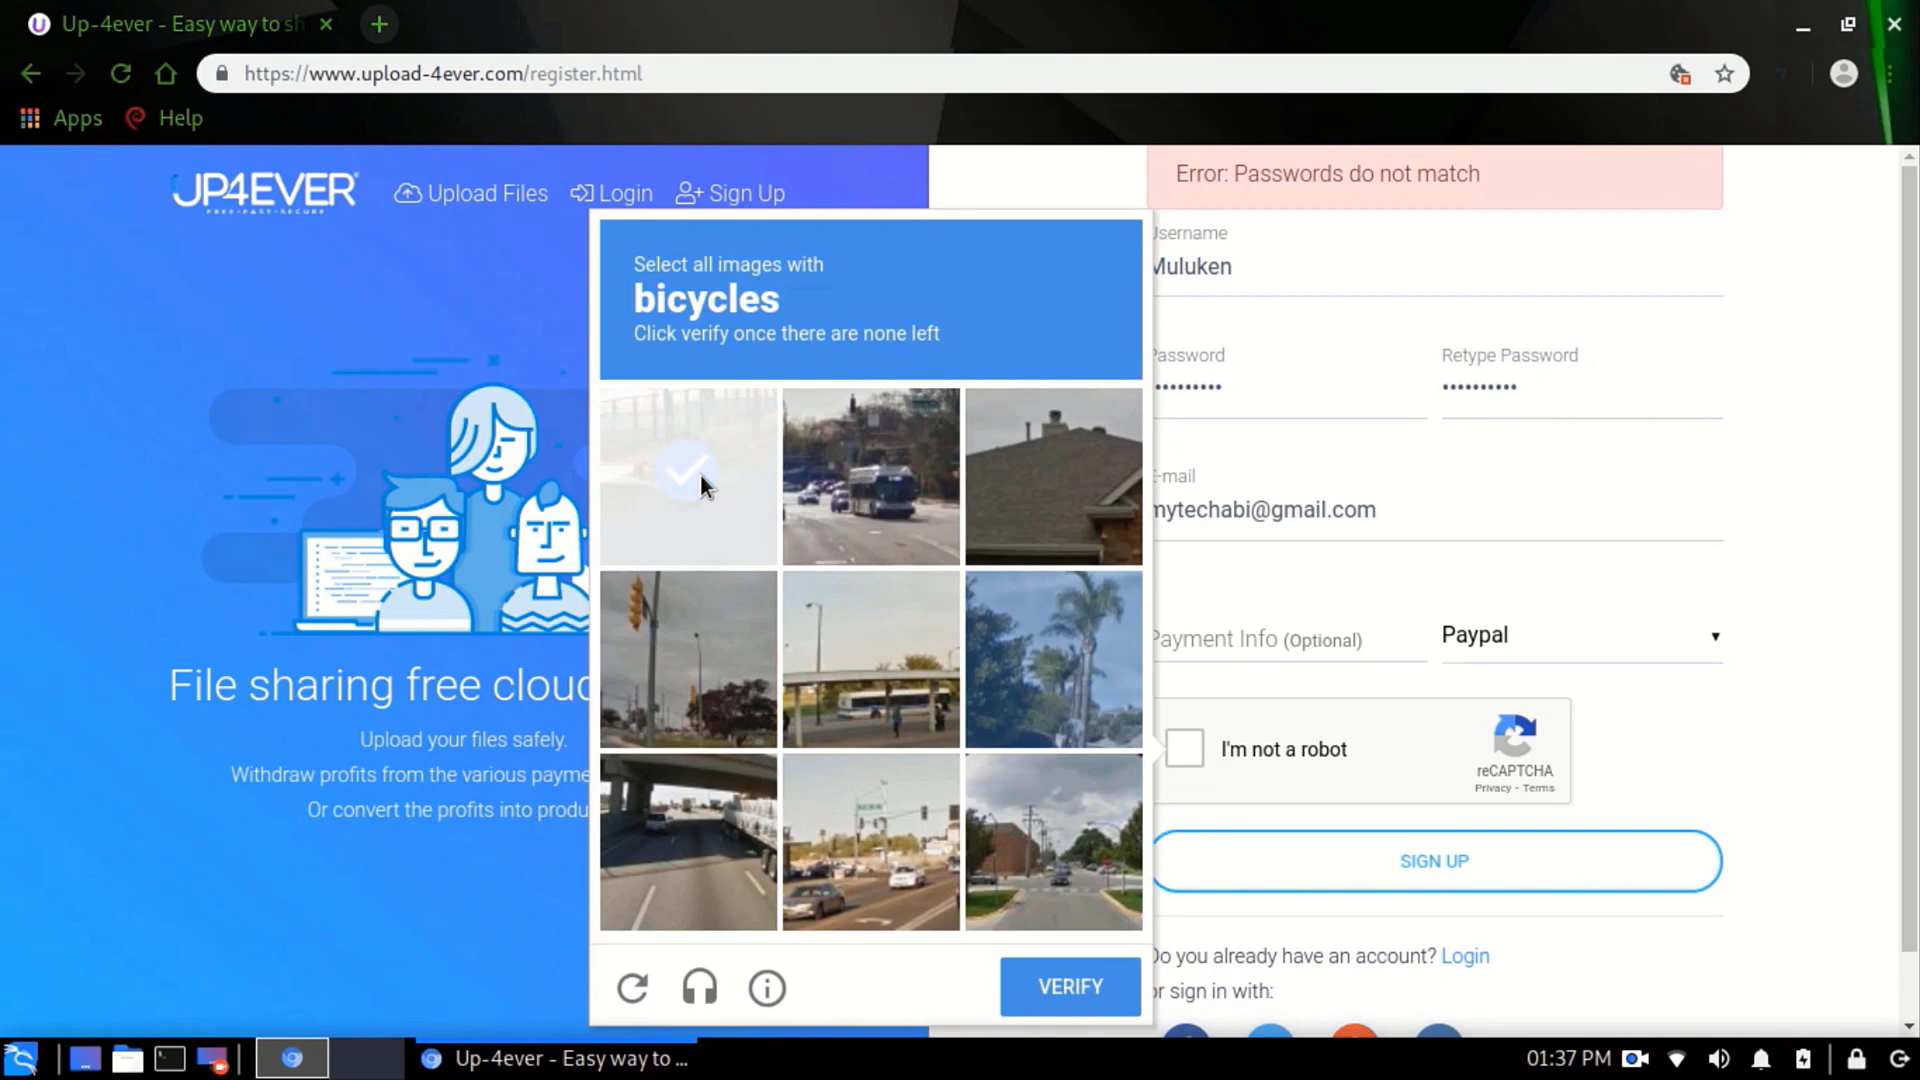 Up-4ever - Easy way to sh
https://www.upload-4ever.com/register.html
Apps
Help
UP4EVER
FREE-FAST-SECURE
Upload Files
Login
Sign Up
Error: Passwords do not match
Select all images with
bicycles
Click verify once there are none left
Username
Muluken
Password
Retype Password
E-mail
mytechabi@gmail.com
Payment Info (Optional)
Paypal
File sharing free cloud
Upload your files safely.
Withdraw profits from the various payme
Or convert the profits into produ
I'm not a robot
reCAPTCHA
Privacy - Terms
SIGN UP
VERIFY
Do you already have an account? Login
or sign in with:
Up-4ever - Easy way to ...
01:37 PM